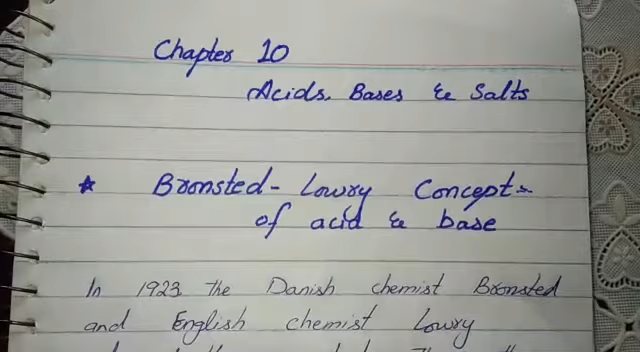 Chapter 10
Acids, Bases & Salts
* Bronsted-Lowry Concept:-
of acid & base
In 1923 the Danish chemist Bronsted
and English chemist Lowry